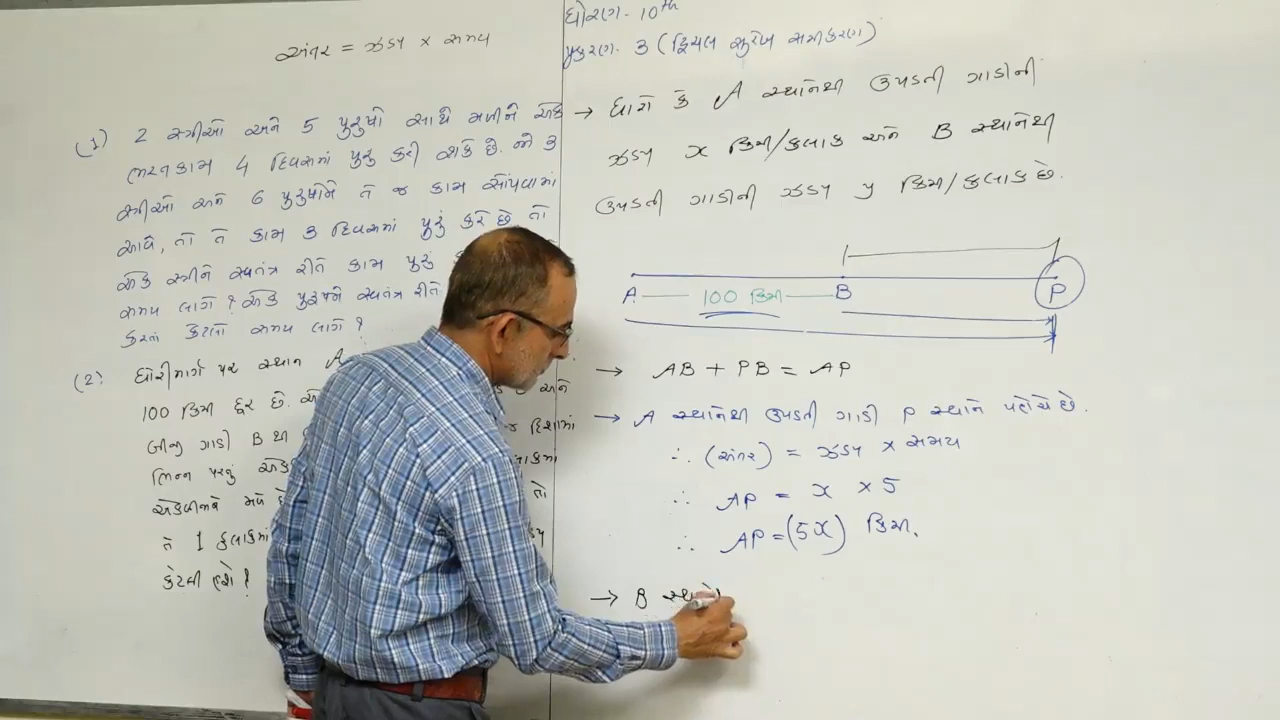 અંતર = ઝડપ × સમય
ધોરણ- 10th
પ્રકરણ- 3 (દ્વિચલ સુરેખ સમીકરણ)
(1) 2 સ્ત્રીઓ અને 5 પુરુષો સાથે મળીને એક
ભરતકામ 4 દિવસમાં પુરું કરી શકે છે. જો 3
સ્ત્રીઓ અને 6 પુરુષોને તે જ કામ સોંપવામાં
આવે, તો તે કામ 3 દિવસમાં પુરું કરે છે. તો
એક સ્ત્રીને સ્વતંત્ર રીતે કામ પુરું
સમય લાગે ? એક પુરુષને સ્વતંત્ર રીતે
કરતાં કેટલો સમય લાગે ?
(2) ધોરીમાર્ગ પર સ્થાન A
100 કિમી દૂર છે. અને
બીજી ગાડી B થી દિશામાં
ભિન્ન
એકબીજાને મળે તો
તે 1 કલાકમાં
કેટલી હશે ?
→ ધારો કે A સ્થાનેથી ઉપડતી ગાડીની
ઝડપ x કિમી/કલાક અને B સ્થાનેથી
ઉપડતી ગાડીની ઝડપ y કિમી/કલાક છે.
A 100 કિમી B P
→ AB + PB = AP
→ A સ્થાનેથી ઉપડતી ગાડી P સ્થાને પહોંચે છે.
∴ (અંતર) = ઝડપ × સમય
∴ AP = x × 5
∴ AP = (5x) કિમી.
→ B